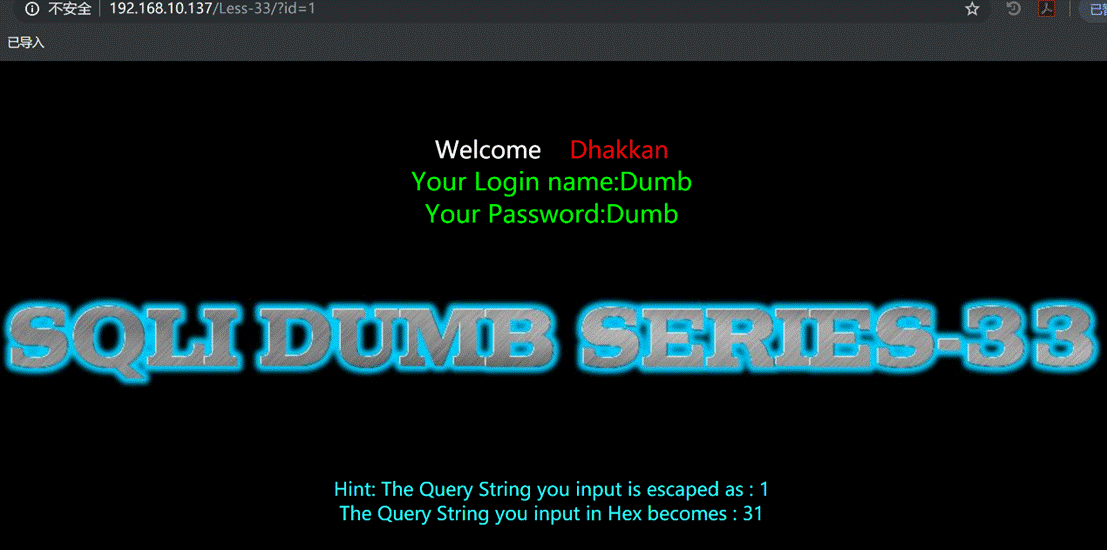 不安全 192.168.10.137/Less-33/?id=1
已导入
Welcome Dhakkan
Your Login name:Dumb
Your Password:Dumb
SQLI DUMB SERIES-33
Hint: The Query String you input is escaped as : 1
The Query String you input in Hex becomes : 31